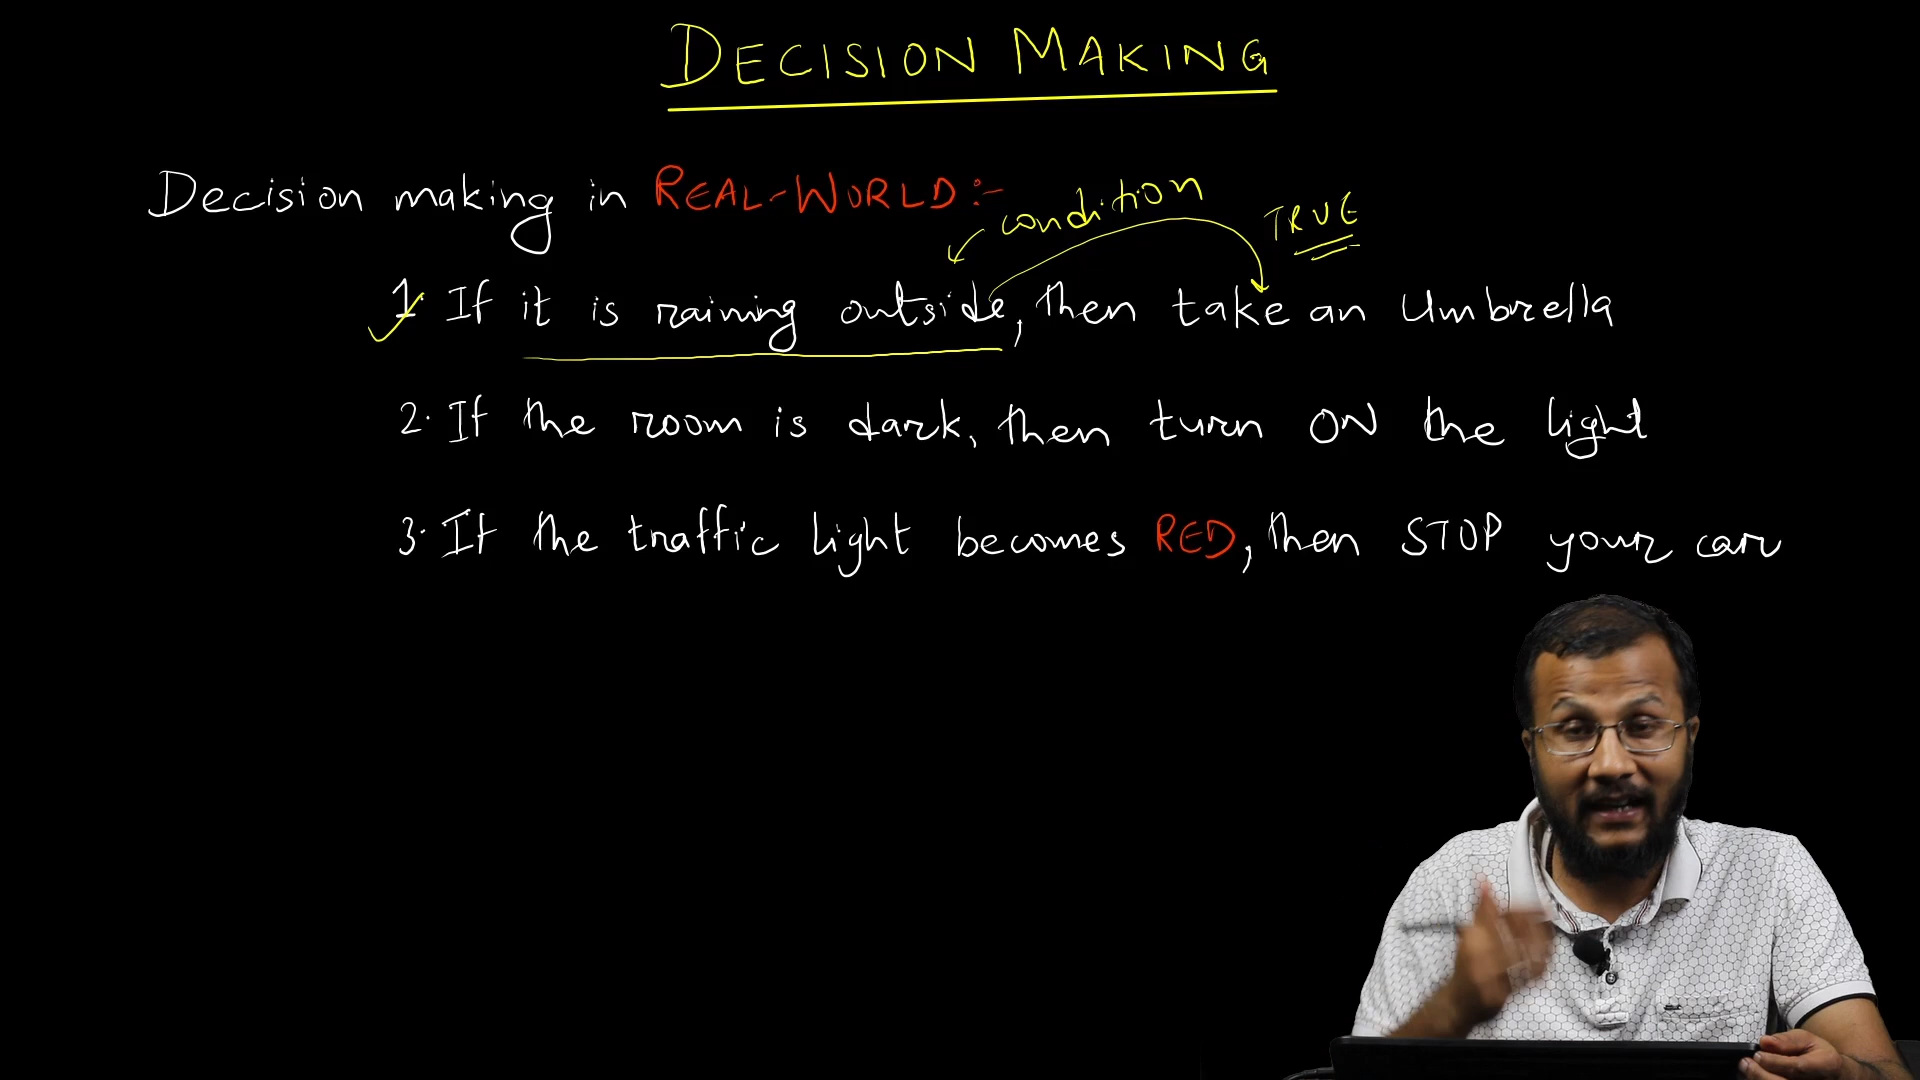 DECISION MAKING
Decision making in REAL-WORLD:-
condition
TRUE
1. If it is raining outside, then take an Umbrella
2. If the room is dark, then turn ON the light
3. If the traffic light becomes RED, then STOP your car